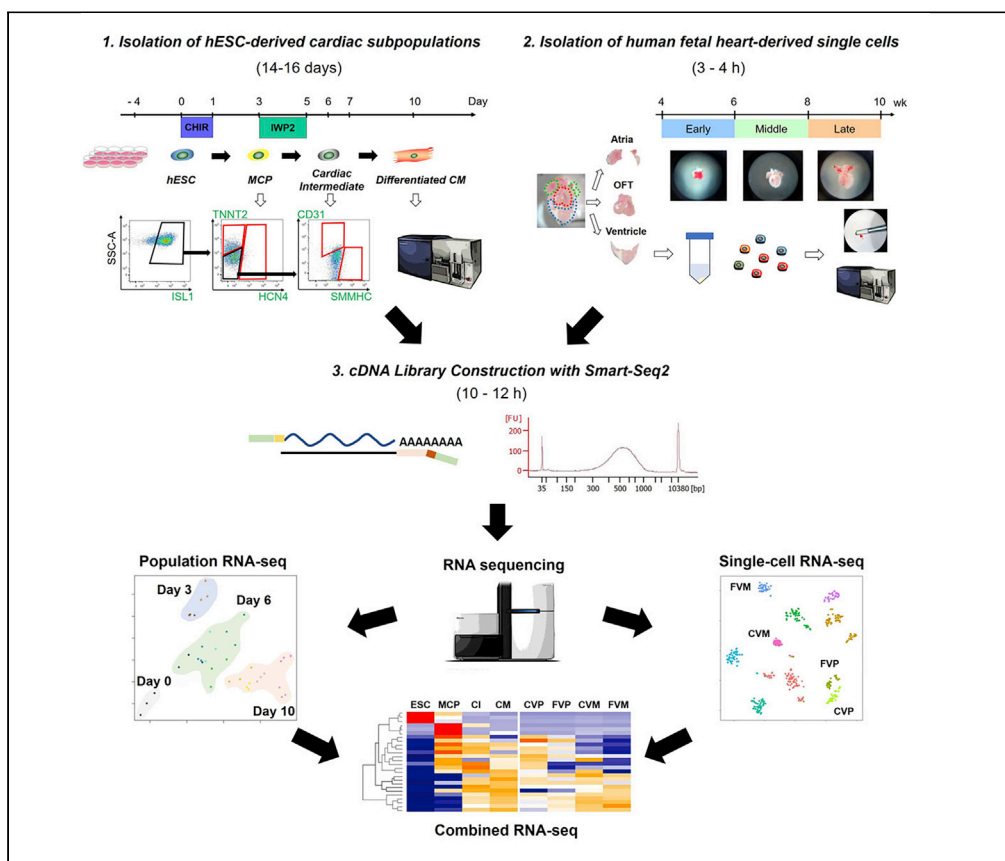 1. Isolation of hESC-derived cardiac subpopulations
(14-16 days)
- 4 0 1 3 5 6 7 10 Day
CHIR IWP2
hESC MCP Cardiac Intermediate Differentiated CM
TNNT2 CD31
SSC-A
ISL1 HCN4 SMMHC
2. Isolation of human fetal heart-derived single cells
(3 - 4 h)
4 6 8 10 wk
Early Middle Late
Atria
OFT
Ventricle
3. cDNA Library Construction with Smart-Seq2
(10 - 12 h)
AAAAAAAA
[FU]
200
100
0
35 150 300 500 1000 10380 [bp]
Population RNA-seq
Day 3
Day 6
Day 0
Day 10
RNA sequencing
Single-cell RNA-seq
FVM
CVM
FVP
CVP
ESC MCP CI CM CVP FVP CVM FVM
Combined RNA-seq